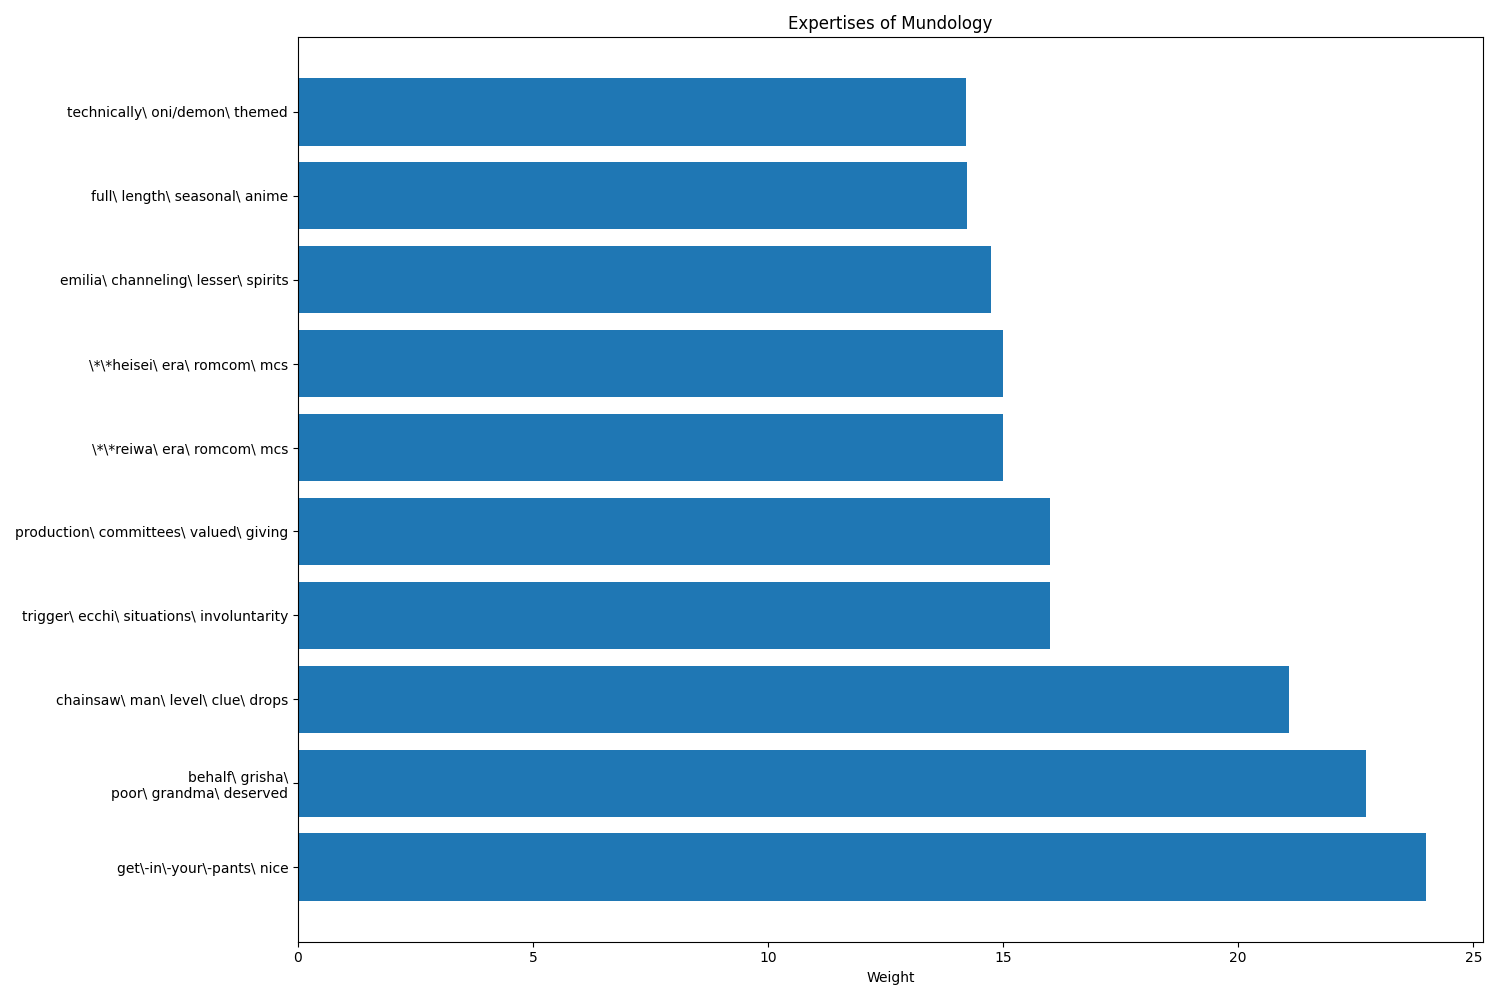 Expertises of Mundology
technically\ oni/demon\ themed
full\ length\ seasonal\ anime
emilia\ channeling\ lesser\ spirits
\*\*heisei\ era\ romcom\ mcs
\*\*reiwa\ era\ romcom\ mcs
production\ committees\ valued\ giving
trigger\ ecchi\ situations\ involuntarity
chainsaw\ man\ level\ clue\ drops
behalf\ grisha\
poor\ grandma\ deserved
get\-in\-your\-pants\ nice
0 5 10 15 20 25
Weight